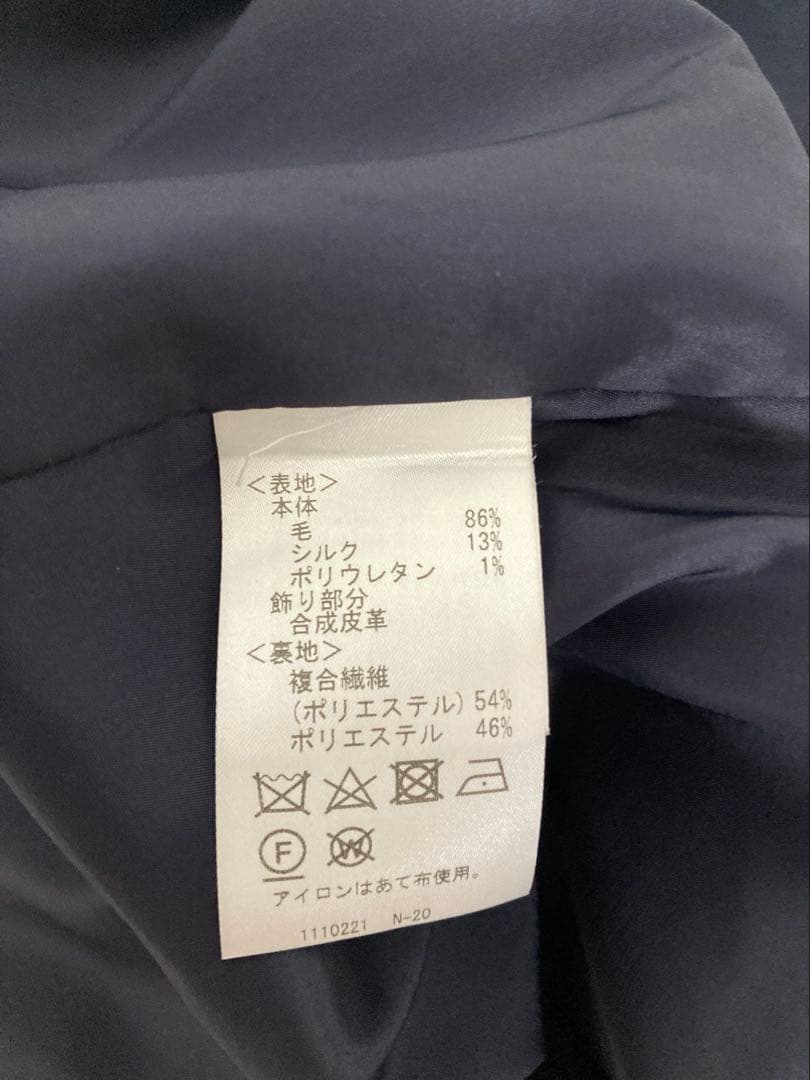 <表地>
本体
毛 86%
シルク 13%
ポリウレタン 1%
飾り部分
合成皮革
<裏地>
複合繊維
(ポリエステル) 54%
ポリエステル 46%
F W
アイロンはあて布使用。
1110221 N-20